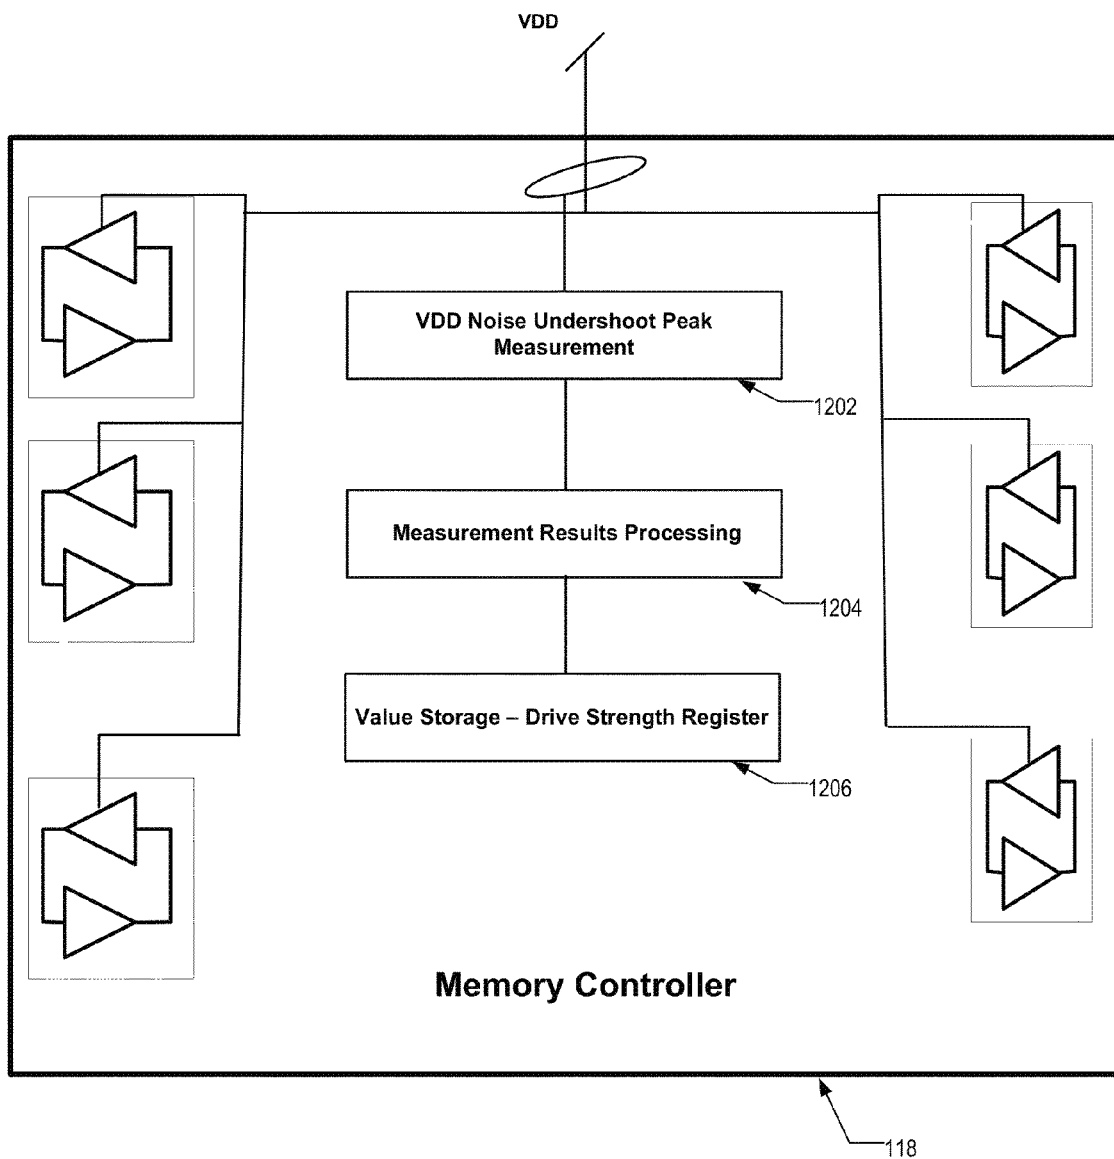 VDD
VDD Noise Undershoot Peak
Measurement
1202
Measurement Results Processing
1204
Value Storage – Drive Strength Register
1206
Memory Controller
118